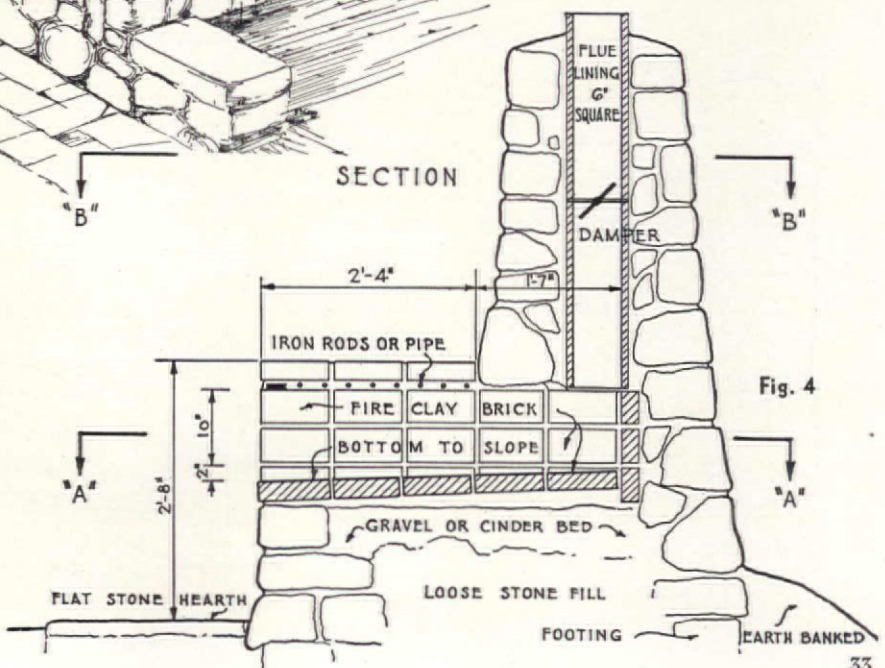 FLUE
LINING
6"
SQUARE
SECTION
"B"
"B"
DAMPER
2'-4"
1'-7"
IRON RODS OR PIPE
Fig. 4
FIRE CLAY BRICK
10"
BOTTOM TO SLOPE
2"
"A"
"A"
2'-8"
GRAVEL OR CINDER BED
FLAT STONE HEARTH
LOOSE STONE FILL
FOOTING
EARTH BANKED
33